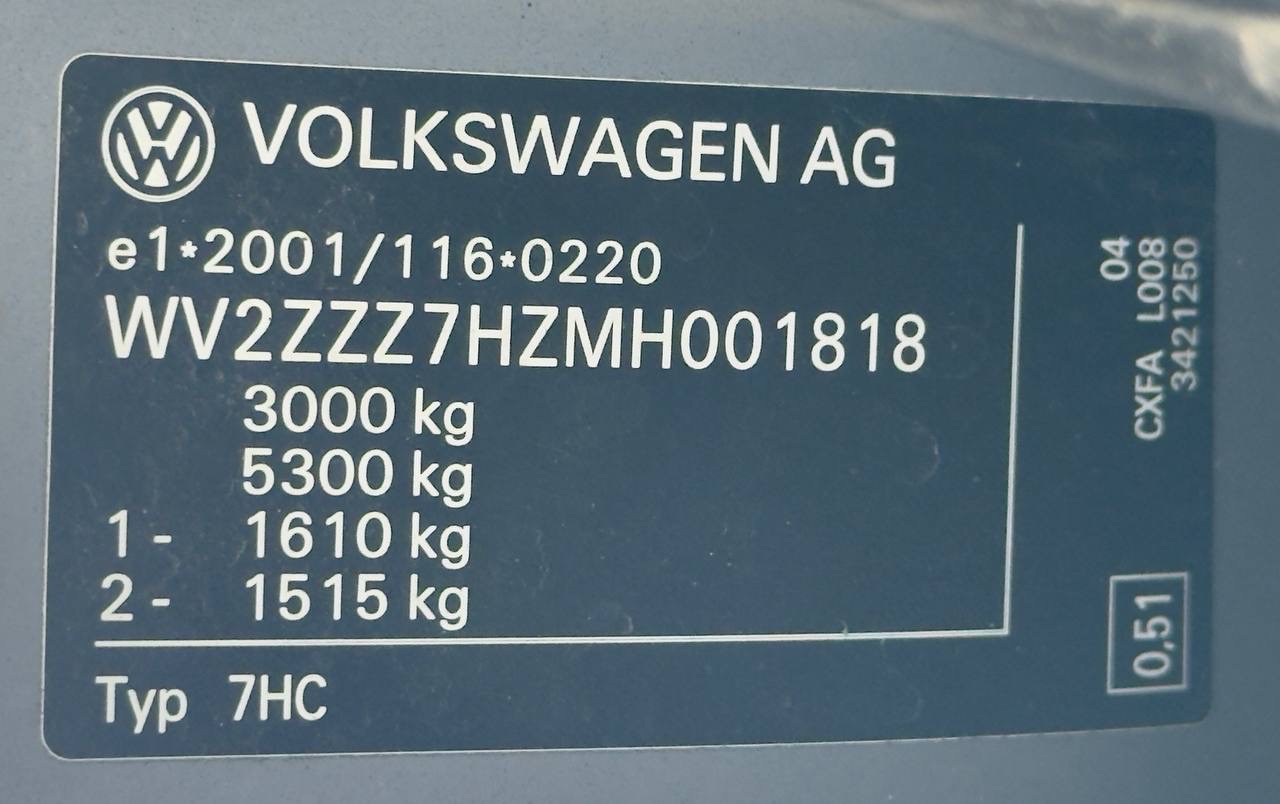 VOLKSWAGEN AG
e1*2001/116*0220
WV2ZZZ7HZMH001818
3000 kg
5300 kg
1 - 1610 kg
2 - 1515 kg
Typ 7HC
04
CXFA L008
3421250
0,51